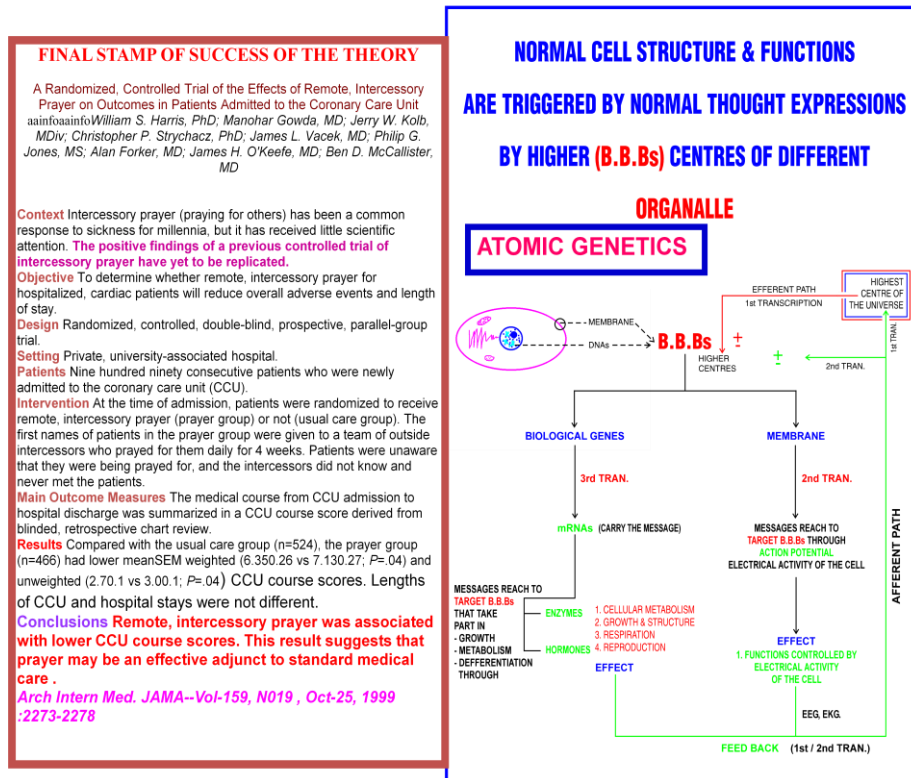 FINAL STAMP OF SUCCESS OF THE THEORY
A Randomized, Controlled Trial of the Effects of Remote, Intercessory
Prayer on Outcomes in Patients Admitted to the Coronary Care Unit
aainfoaainfoWilliam S. Harris, PhD; Manohar Gowda, MD; Jerry W. Kolb,
MDiv; Christopher P. Strychacz, PhD; James L. Vacek, MD; Philip G.
Jones, MS; Alan Forker, MD; James H. O'Keefe, MD; Ben D. McCallister,
MD
Context Intercessory prayer (praying for others) has been a common
response to sickness for millennia, but it has received little scientific
attention. The positive findings of a previous controlled trial of
intercessory prayer have yet to be replicated.
Objective To determine whether remote, intercessory prayer for
hospitalized, cardiac patients will reduce overall adverse events and length
of stay.
Design Randomized, controlled, double-blind, prospective, parallel-group
trial.
Setting Private, university-associated hospital.
Patients Nine hundred ninety consecutive patients who were newly
admitted to the coronary care unit (CCU).
Intervention At the time of admission, patients were randomized to receive
remote, intercessory prayer (prayer group) or not (usual care group). The
first names of patients in the prayer group were given to a team of outside
intercessors who prayed for them daily for 4 weeks. Patients were unaware
that they were being prayed for, and the intercessors did not know and
never met the patients.
Main Outcome Measures The medical course from CCU admission to
hospital discharge was summarized in a CCU course score derived from
blinded, retrospective chart review.
Results Compared with the usual care group (n=524), the prayer group
(n=466) had lower meanSEM weighted (6.350.26 vs 7.130.27; P=.04) and
unweighted (2.70.1 vs 3.00.1; P=.04) CCU course scores. Lengths
of CCU and hospital stays were not different.
Conclusions Remote, intercessory prayer was associated
with lower CCU course scores. This result suggests that
prayer may be an effective adjunct to standard medical
care .
Arch Intern Med. JAMA--Vol-159, N019 , Oct-25, 1999
:2273-2278
NORMAL CELL STRUCTURE & FUNCTIONS
ARE TRIGGERED BY NORMAL THOUGHT EXPRESSIONS
BY HIGHER (B.B.Bs) CENTRES OF DIFFERENT
ORGANALLE
ATOMIC GENETICS
EFFERENT PATH
1st TRANSCRIPTION
HIGHEST
CENTRE OF
THE UNIVERSE
MEMBRANE
DNAs
B.B.Bs
±
HIGHER
CENTRES
±
2nd TRAN.
1st TRAN.
BIOLOGICAL GENES
MEMBRANE
3rd TRAN.
2nd TRAN.
mRNAs (CARRY THE MESSAGE)
MESSAGES REACH TO
TARGET B.B.Bs THROUGH
ACTION POTENTIAL
ELECTRICAL ACTIVITY OF THE CELL
AFFERENT PATH
MESSAGES REACH TO
TARGET B.B.Bs
THAT TAKE
PART IN
- GROWTH
- METABOLISM
- DIFFERENTIATION
THROUGH
ENZYMES
HORMONES
1. CELLULAR METABOLISM
2. GROWTH & STRUCTURE
3. RESPIRATION
4. REPRODUCTION
EFFECT
EFFECT
1. FUNCTIONS CONTROLLED BY
ELECTRICAL ACTIVITY
OF THE CELL
EEG, EKG.
FEED BACK (1st / 2nd TRAN.)